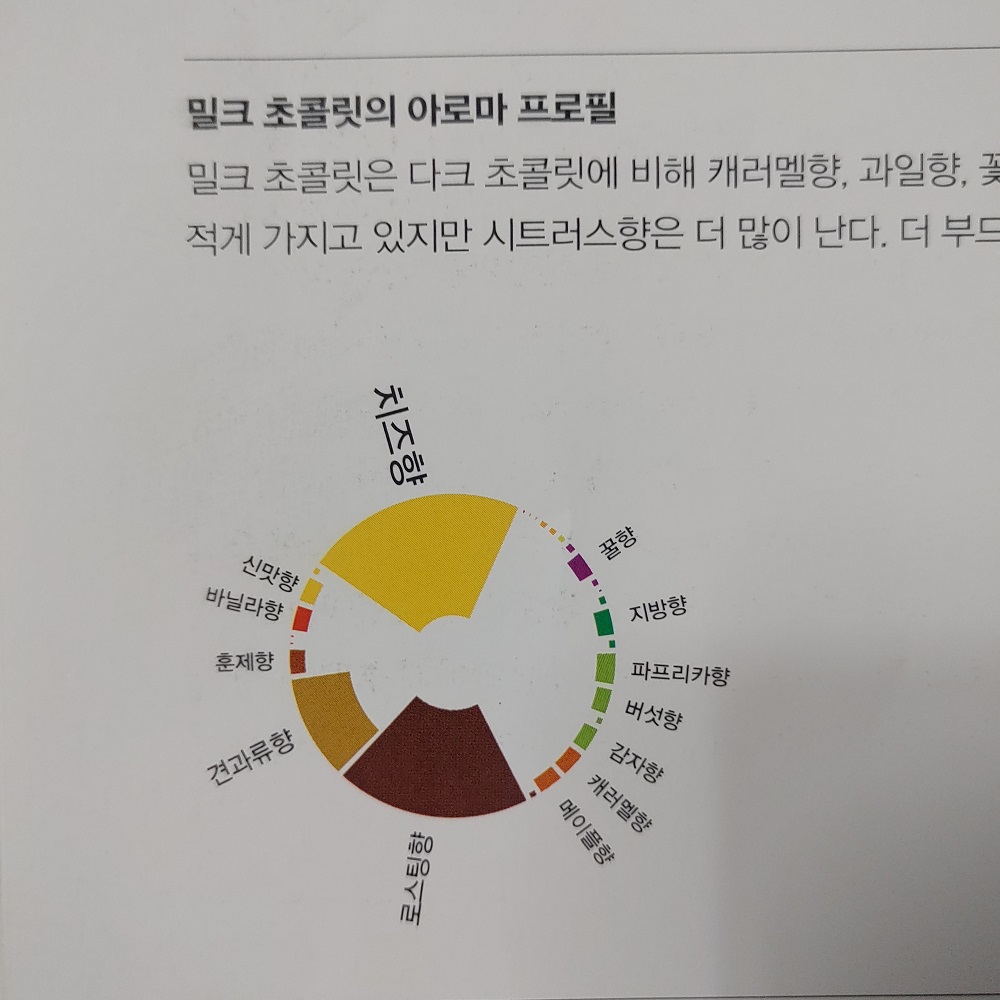 밀크 초콜릿의 아로마 프로필
밀크 초콜릿은 다크 초콜릿에 비해 캐러멜향, 과일향,
적게 가지고 있지만 시트러스향은 더 많이 난다. 더
치즈향
꿀향
지방향
파프리카향
버섯향
감자향
캐러멜향
메이플향
로스팅향
견과류향
훈제향
바닐라향
신맛향